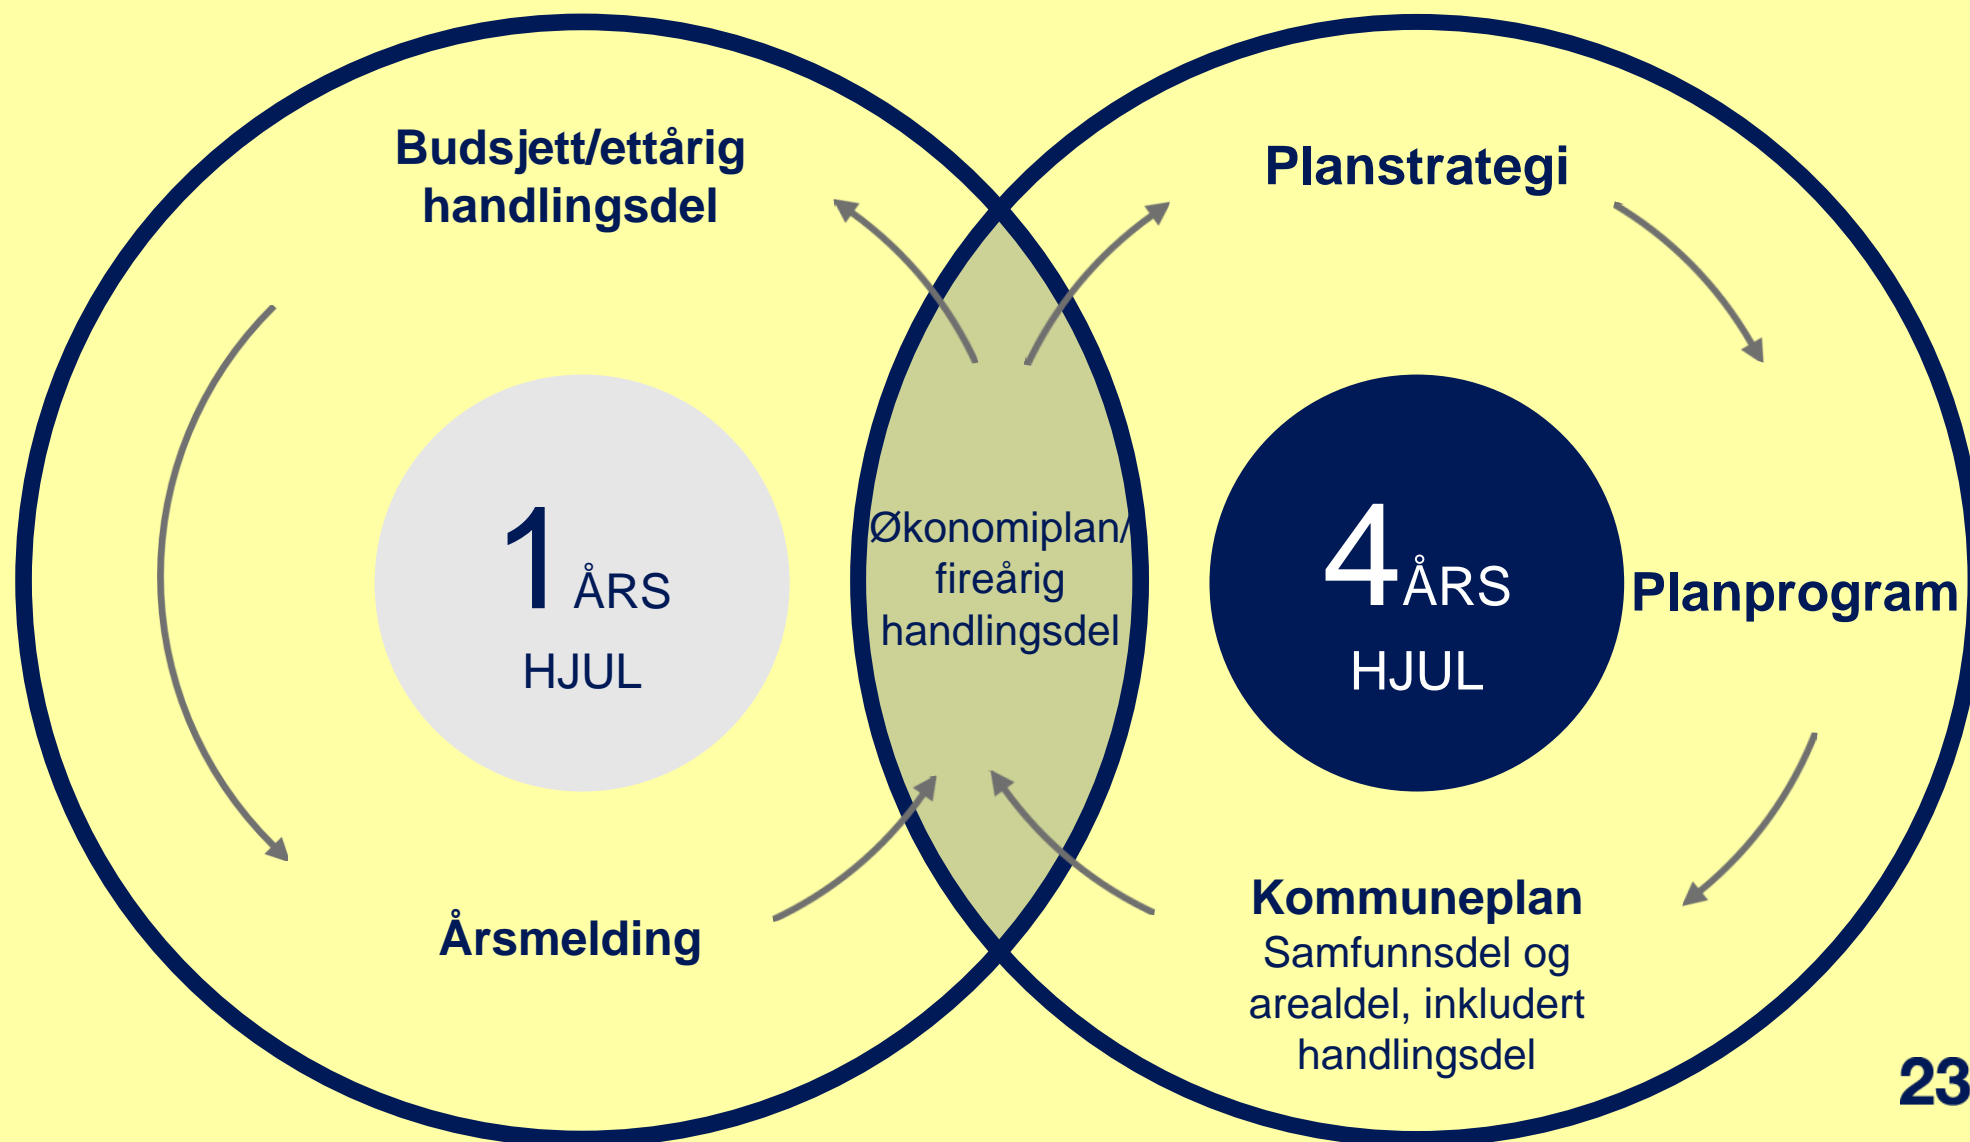 Budsjett/ettårig
handlingsdel
1 ÅRS
HJUL
Årsmelding
Økonomiplan/
fireårig
handlingsdel
Planstrategi
4 ÅRS
HJUL
Planprogram
Kommuneplan
Samfunnsdel og
arealdel, inkludert
handlingsdel
23